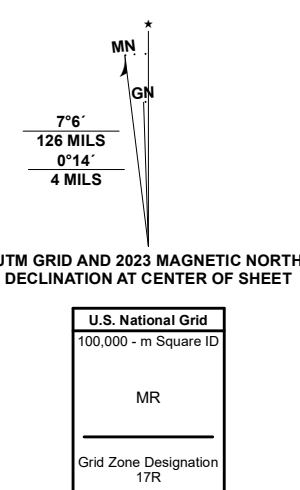 ★
MN
GN
7°6´
126 MILS
0°14´
4 MILS
UTM GRID AND 2023 MAGNETIC NORTH
DECLINATION AT CENTER OF SHEET
U.S. National Grid
100,000 - m Square ID
MR
Grid Zone Designation
17R